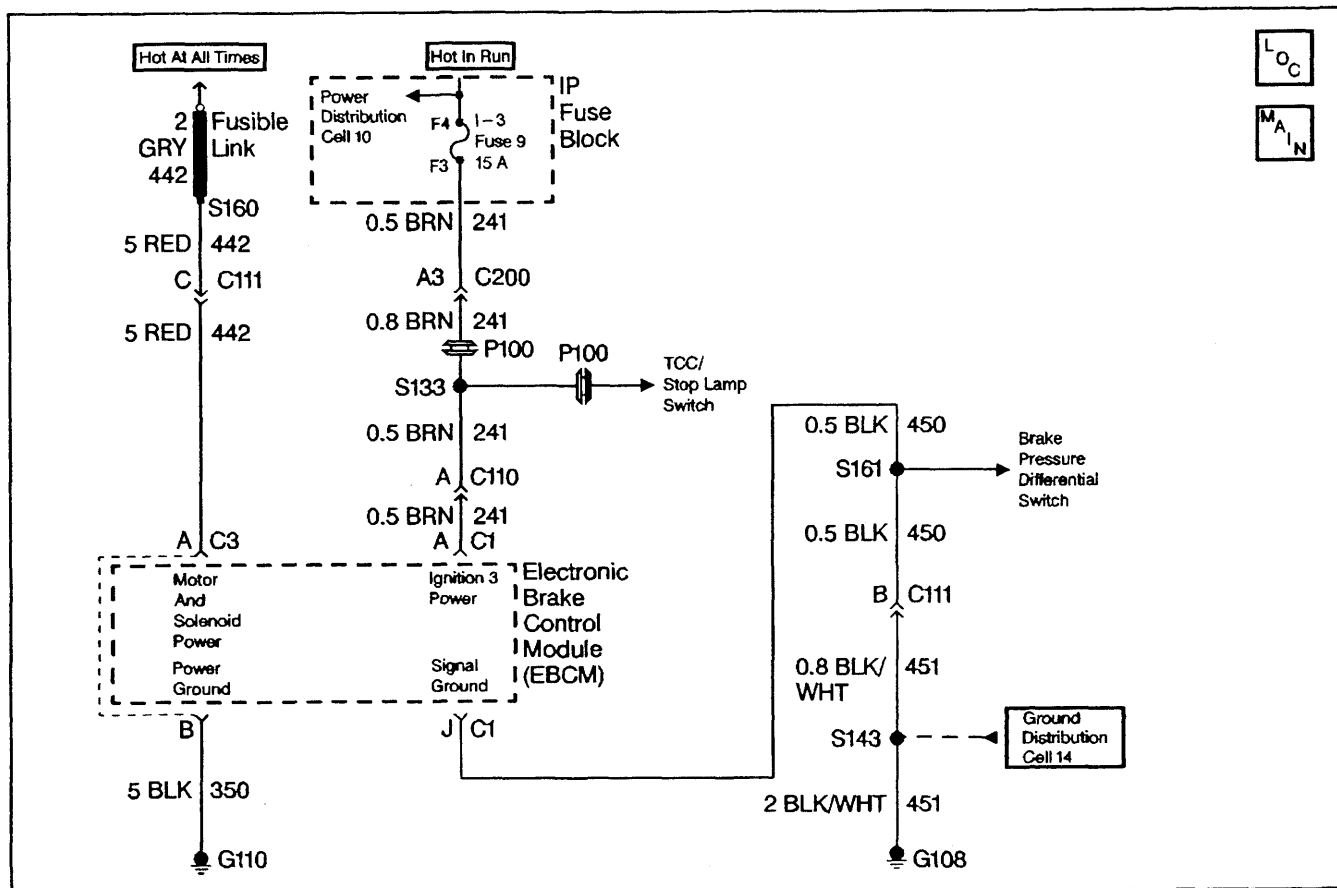 Hot At All Times
Hot In Run
L O C
M A I N
2
GRY
442
Fusible
Link
S160
5 RED 442
C C111
5 RED 442
A C3
Power
Distribution
Cell 10
F4
I-3
Fuse 9
F3
15 A
IP
Fuse
Block
0.5 BRN 241
A3 C200
0.8 BRN 241
P100
P100
S133
TCC/
Stop Lamp
Switch
0.5 BRN 241
A C110
0.5 BRN 241
A C1
Motor
And
Solenoid
Power
Power
Ground
Ignition 3
Power
Signal
Ground
Electronic
Brake
Control
Module
(EBCM)
B
J C1
5 BLK 350
G110
0.5 BLK 450
S161
Brake
Pressure
Differential
Switch
0.5 BLK 450
B C111
0.8 BLK/
WHT
451
S143
Ground
Distribution
Cell 14
2 BLK/WHT 451
G108